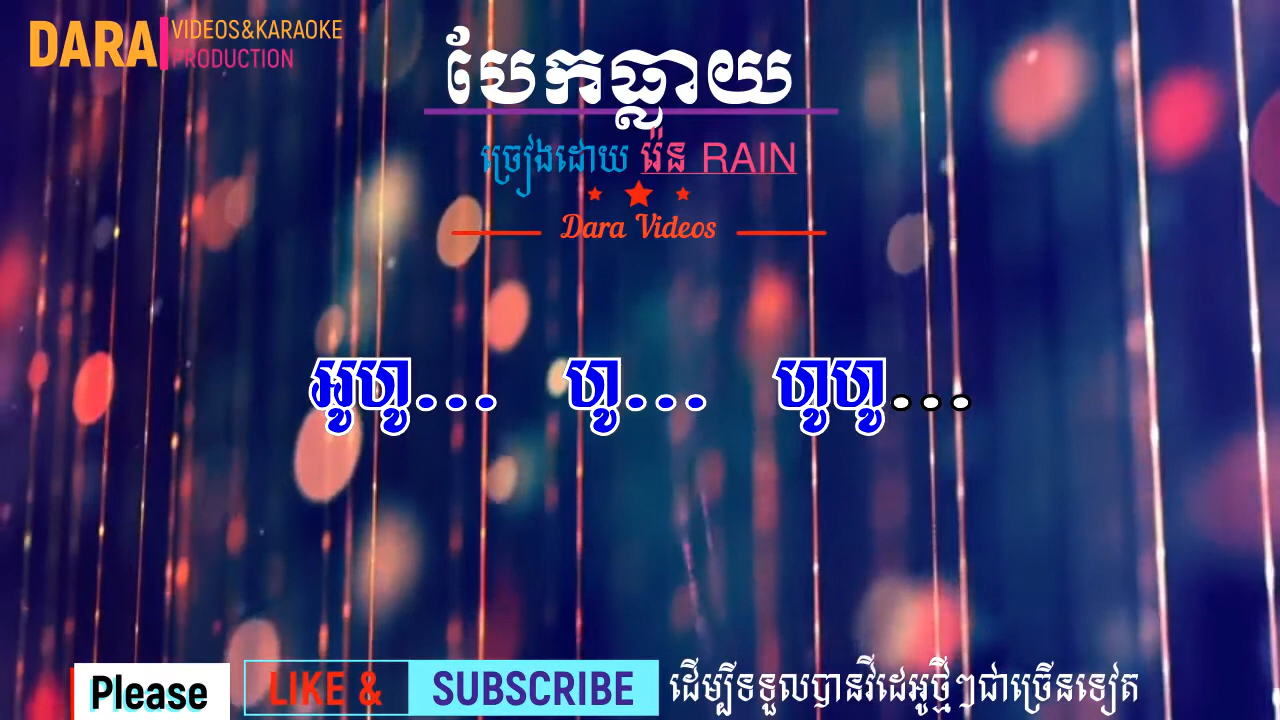 DARA VIDEOS&KARAOKE
PRODUCTION
បែកធ្លាយ
ច្រៀងដោយ រ៉េន RAIN
Dara Videos
អូហូ... ហូ... ហូហូ...
Please LIKE & SUBSCRIBE ដើម្បីទទួលបានវីដេអូថ្មីៗជាច្រើនទៀត